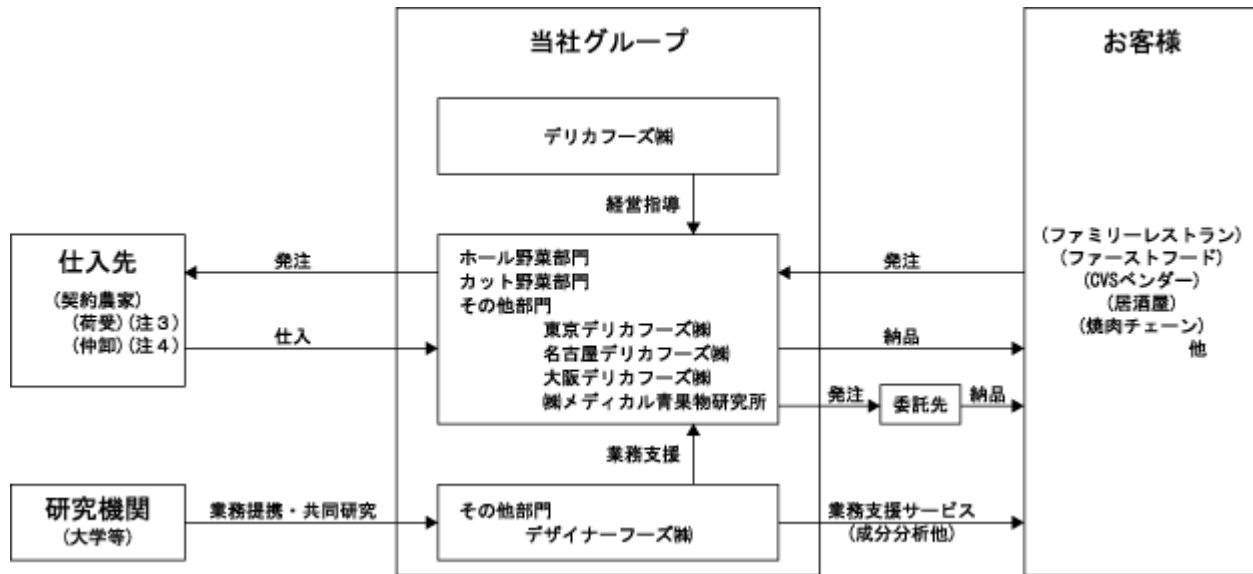 当社グループ
お客様
デリカフーズ㈱
経営指導
仕入先
(契約農家)
(荷受)(注３)
(仲卸)(注４)
発注
仕入
ホール野菜部門
カット野菜部門
その他部門
東京デリカフーズ㈱
名古屋デリカフーズ㈱
大阪デリカフーズ㈱
㈱メディカル青果物研究所
発注
納品
発注
委託先
納品
(ファミリーレストラン)
(ファーストフード)
(CVSベンダー)
(居酒屋)
(焼肉チェーン)
他
業務支援
研究機関
(大学等)
業務提携・共同研究
その他部門
デザイナーフーズ㈱
業務支援サービス
(成分分析他)